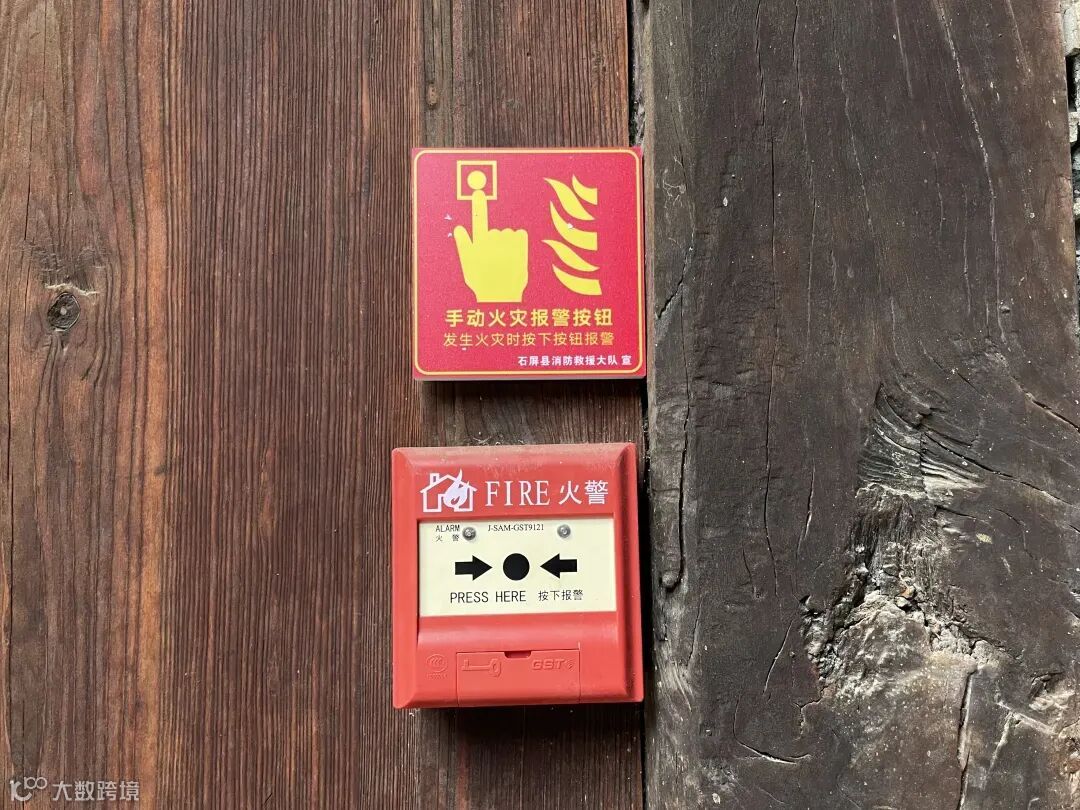 手动火灾报警按钮
发生火灾时按下按钮报警
石屏县消防救援大队 宣
FIRE 火警
ALARM J-SAM-GST9121
火 警
PRESS HERE 按下报警
GST
大数跨境